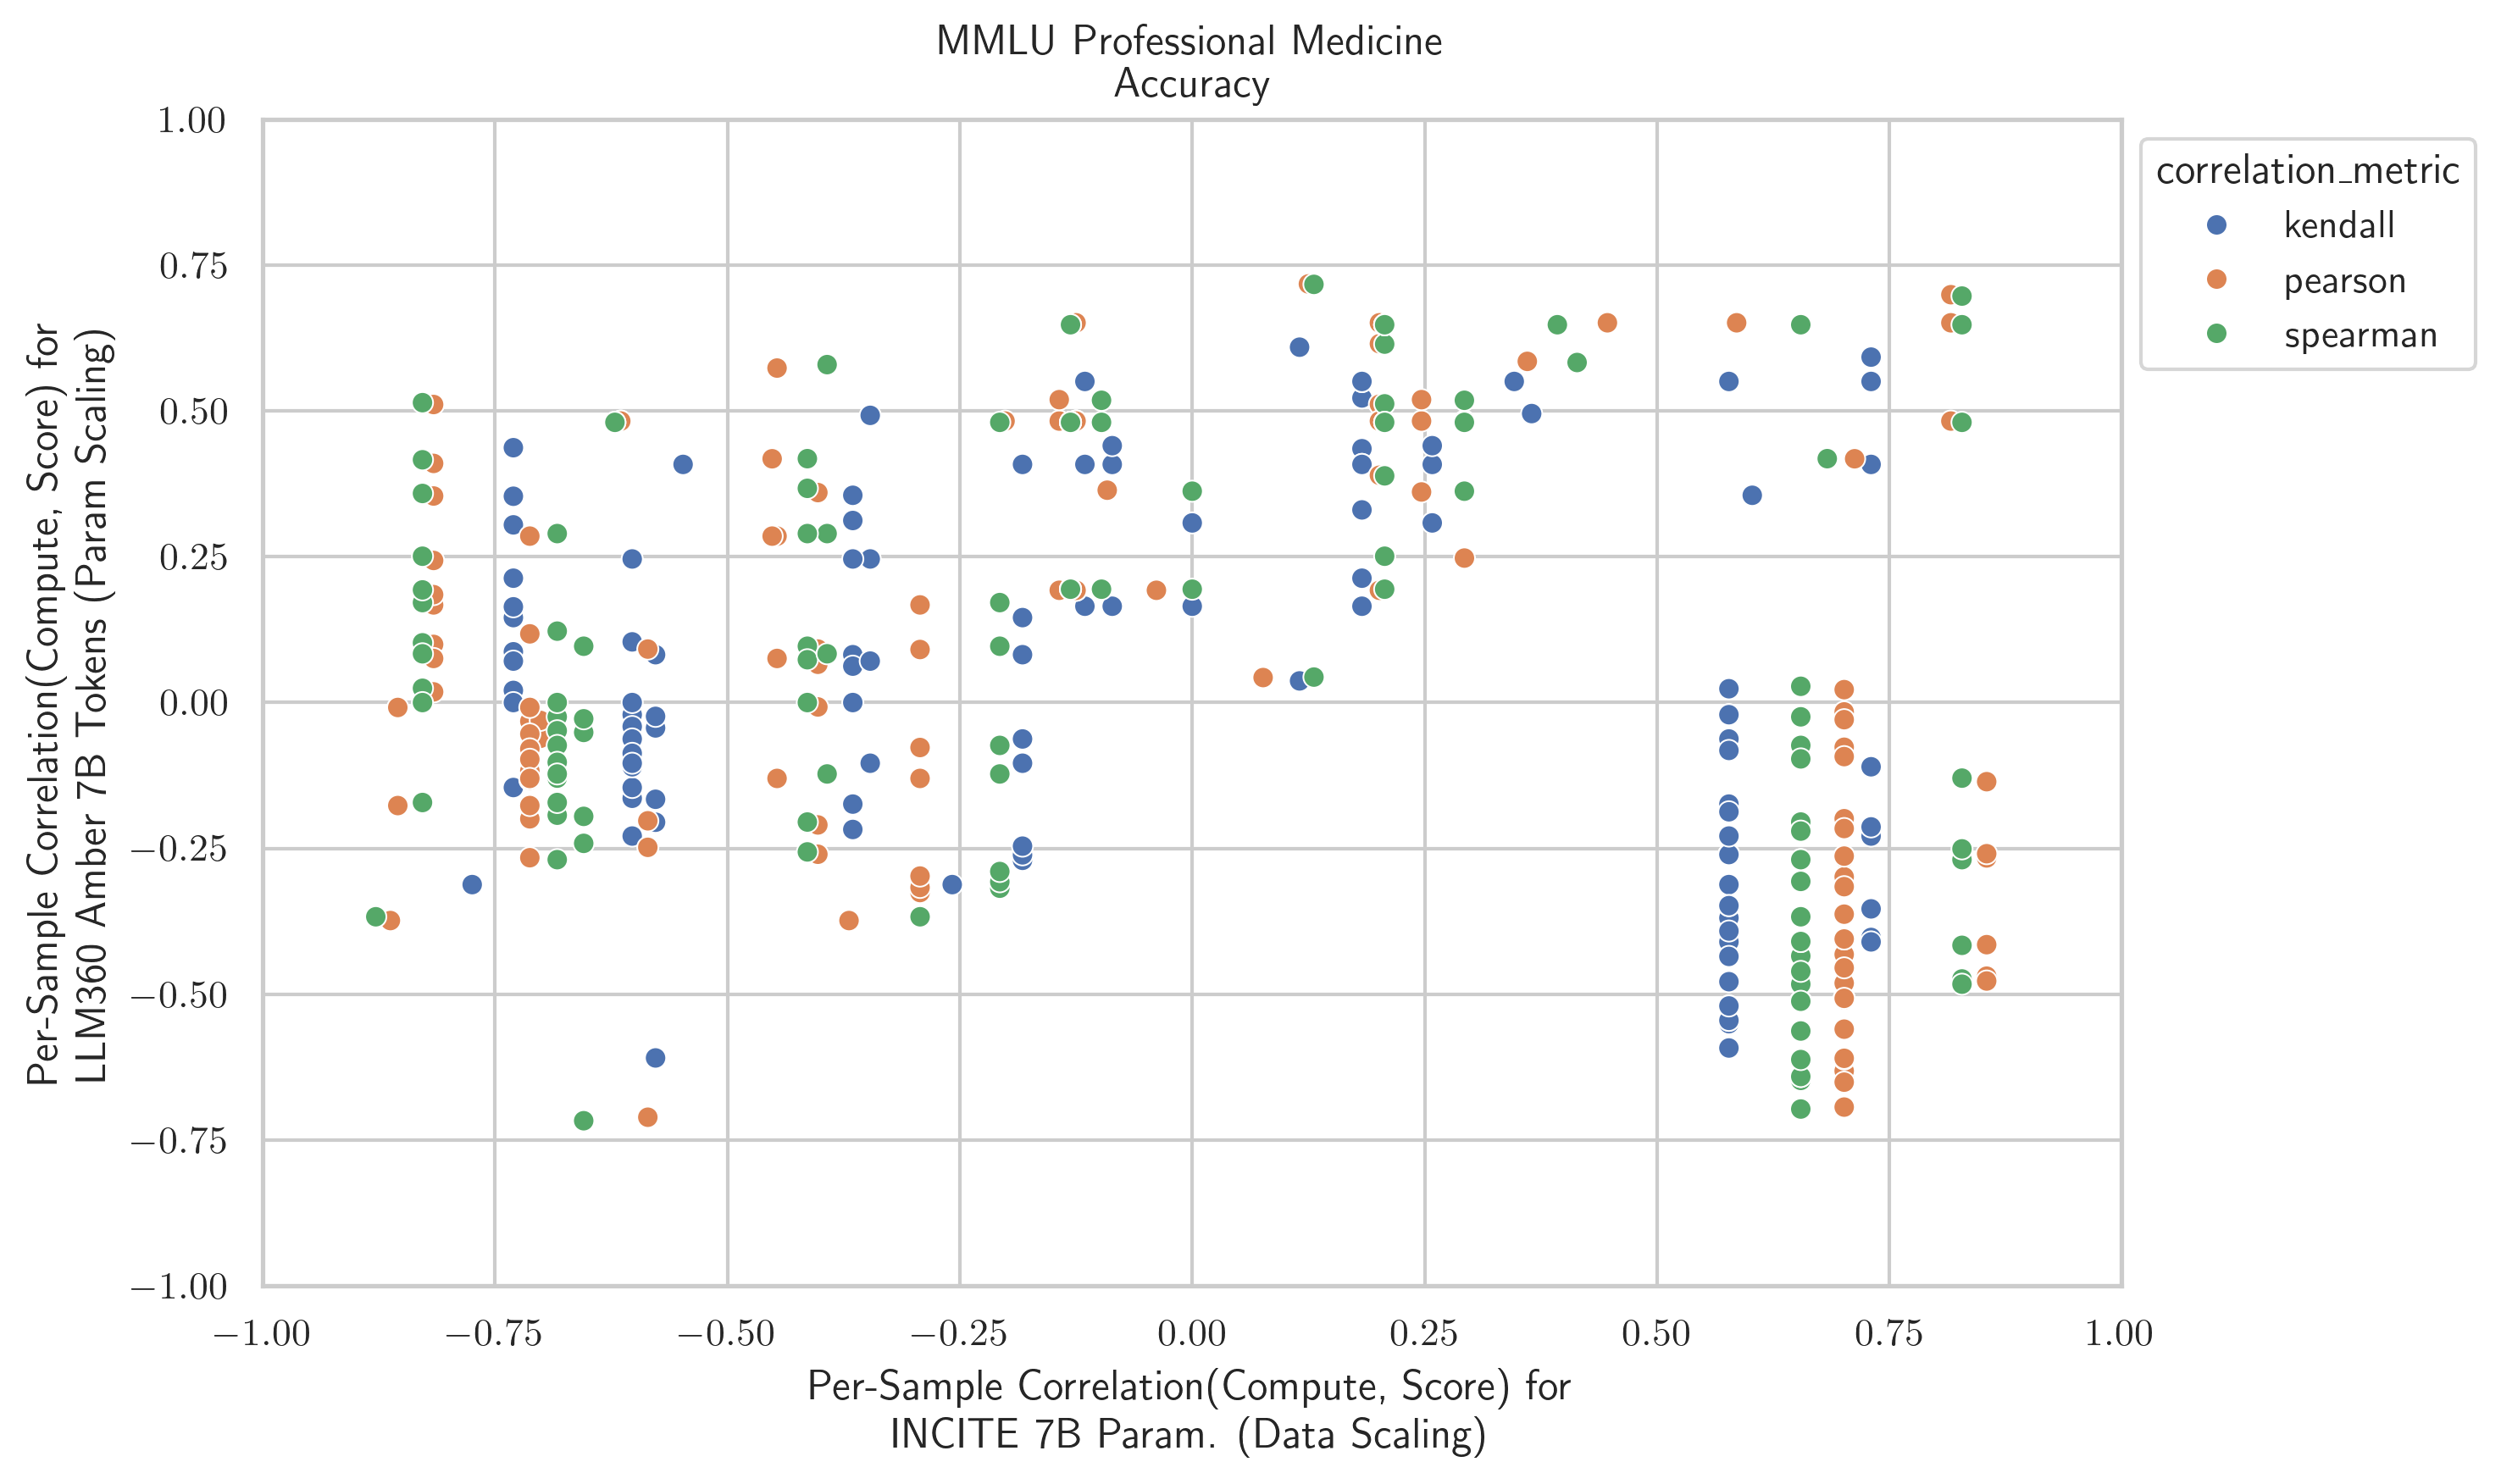 MMLU Professional Medicine
Accuracy
Per-Sample Correlation(Compute, Score) for
LLM360 Amber 7B Tokens (Param Scaling)
1.00
0.75
0.50
0.25
0.00
−0.25
−0.50
−0.75
−1.00
−1.00 −0.75 −0.50 −0.25 0.00 0.25 0.50 0.75 1.00
Per-Sample Correlation(Compute, Score) for
INCITE 7B Param. (Data Scaling)
correlation_metric
kendall
pearson
spearman